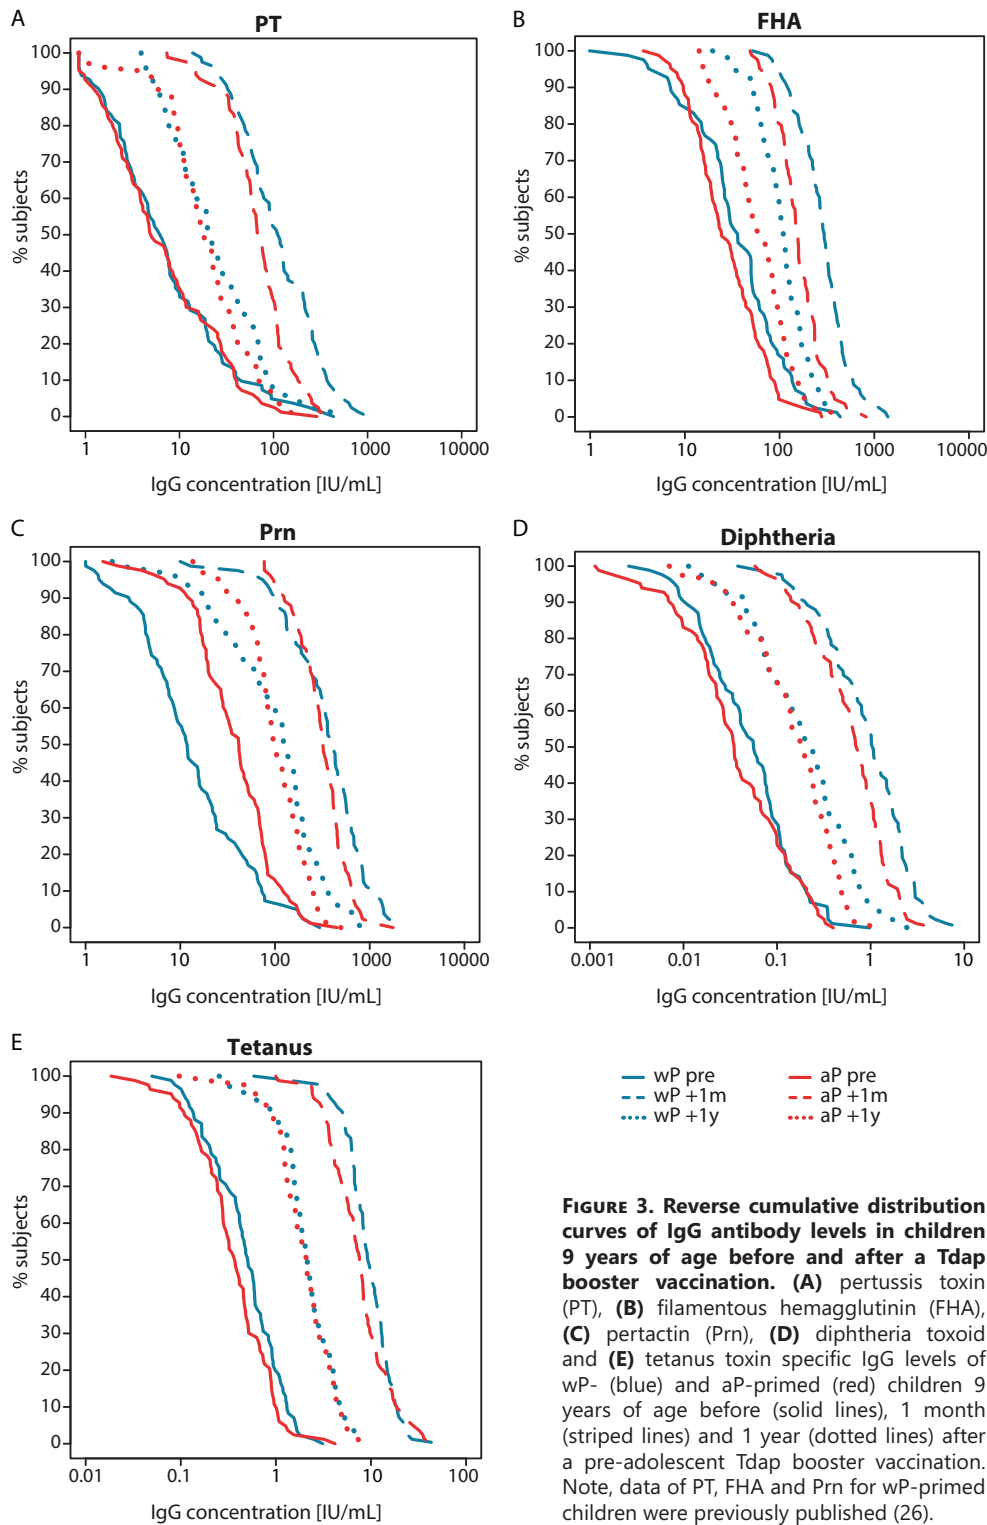 A
PT
100
90
80
70
60
50
40
30
20
10
0
% subjects
1
10
100
1000
10000
IgG concentration [IU/mL]
B
FHA
100
90
80
70
60
50
40
30
20
10
0
% subjects
1
10
100
1000
10000
IgG concentration [IU/mL]
C
Prn
100
90
80
70
60
50
40
30
20
10
0
% subjects
1
10
100
1000
10000
IgG concentration [IU/mL]
D
Diphtheria
100
90
80
70
60
50
40
30
20
10
0
% subjects
0.001
0.01
0.1
1
10
IgG concentration [IU/mL]
E
Tetanus
100
90
80
70
60
50
40
30
20
10
0
% subjects
0.01
0.1
1
10
100
IgG concentration [IU/mL]
wP pre
wP +1m
wP +1y
aP pre
aP +1m
aP +1y
FIGURE 3. Reverse cumulative distribution
curves of IgG antibody levels in children
9 years of age before and after a Tdap
booster vaccination. (A) pertussis toxin
(PT), (B) filamentous hemagglutinin (FHA),
(C) pertactin (Prn), (D) diphtheria toxoid
and (E) tetanus toxin specific IgG levels of
wP- (blue) and aP-primed (red) children 9
years of age before (solid lines), 1 month
(striped lines) and 1 year (dotted lines) after
a pre-adolescent Tdap booster vaccination.
Note, data of PT, FHA and Prn for wP-primed
children were previously published (26).